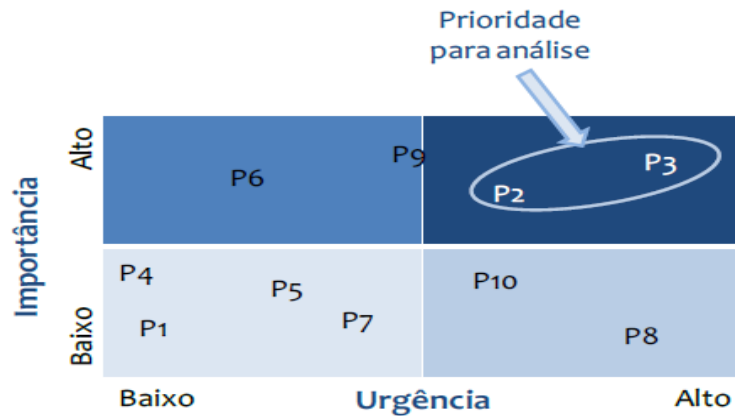 Prioridade
para análise
Importância
Alto
P6
P9
P2
P3
Baixo
P4
P1
P5
P7
P10
P8
Baixo
Urgência
Alto